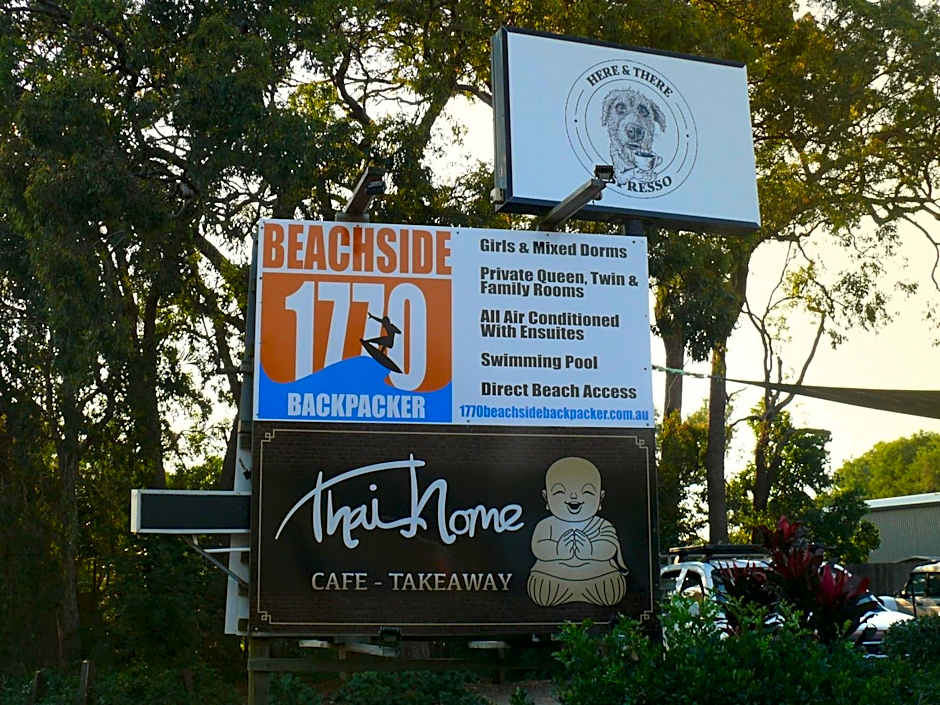 HERE & THERE
BEACHSIDE
1770
BACKPACKER
Girls & Mixed Dorms
Private Queen, Twin &
Family Rooms
All Air Conditioned
With Ensuites
Swimming Pool
Direct Beach Access
1770beachsidebackpacker.com.au
Thai Home
CAFE - TAKEAWAY